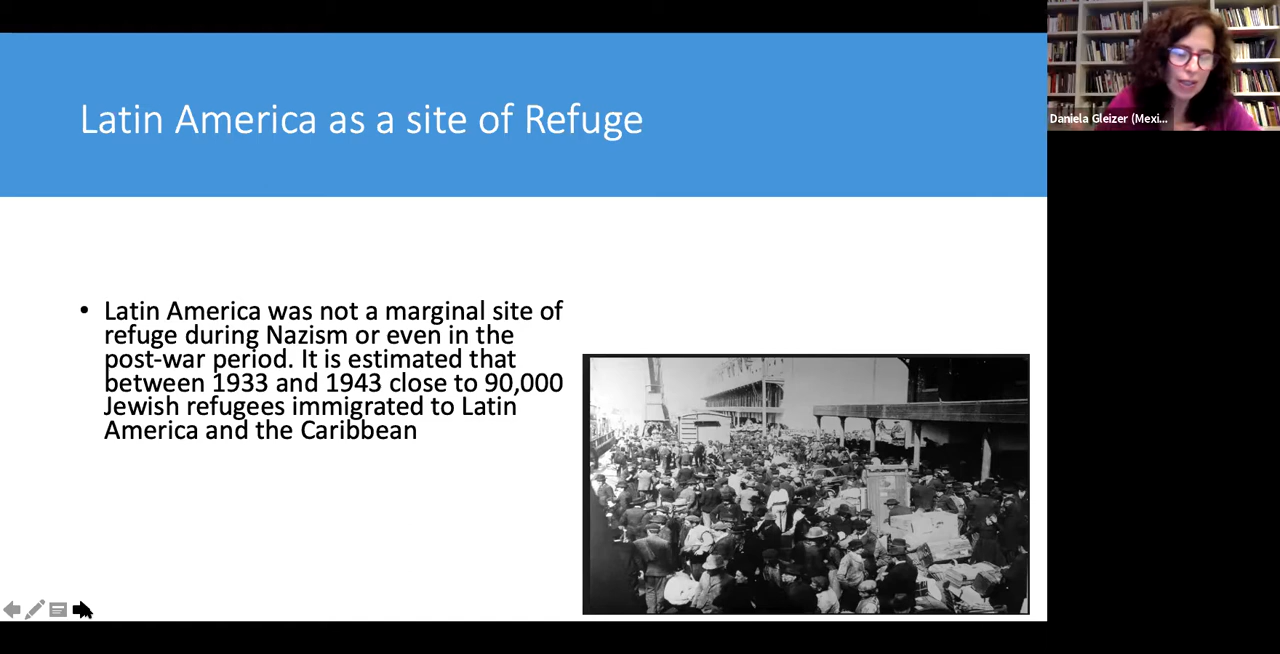 Latin America as a site of Refuge
Daniela Gleizer (Mexi...
• Latin America was not a marginal site of
refuge during Nazism or even in the
post-war period. It is estimated that
between 1933 and 1943 close to 90,000
Jewish refugees immigrated to Latin
America and the Caribbean